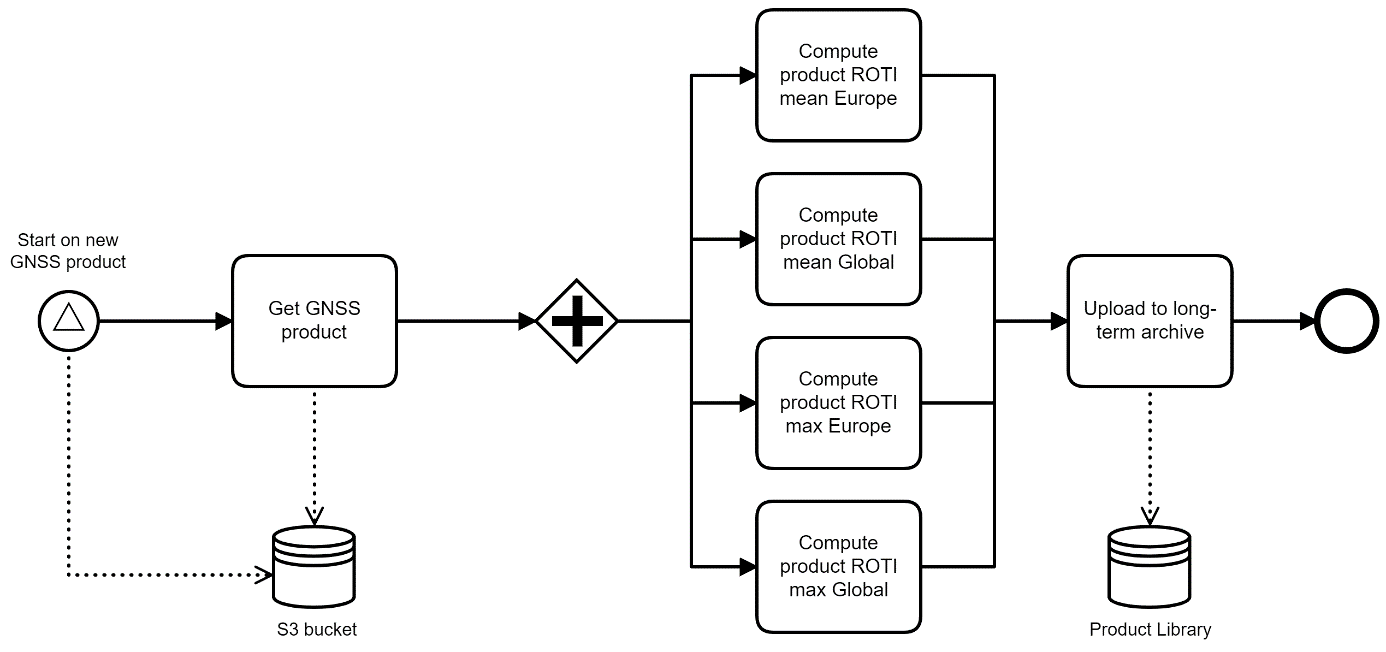 Start on new
GNSS product
Get GNSS
product
S3 bucket
Compute
product ROTI
mean Europe
Compute
product ROTI
mean Global
Compute
product ROTI
max Europe
Compute
product ROTI
max Global
Upload to long-
term archive
Product Library